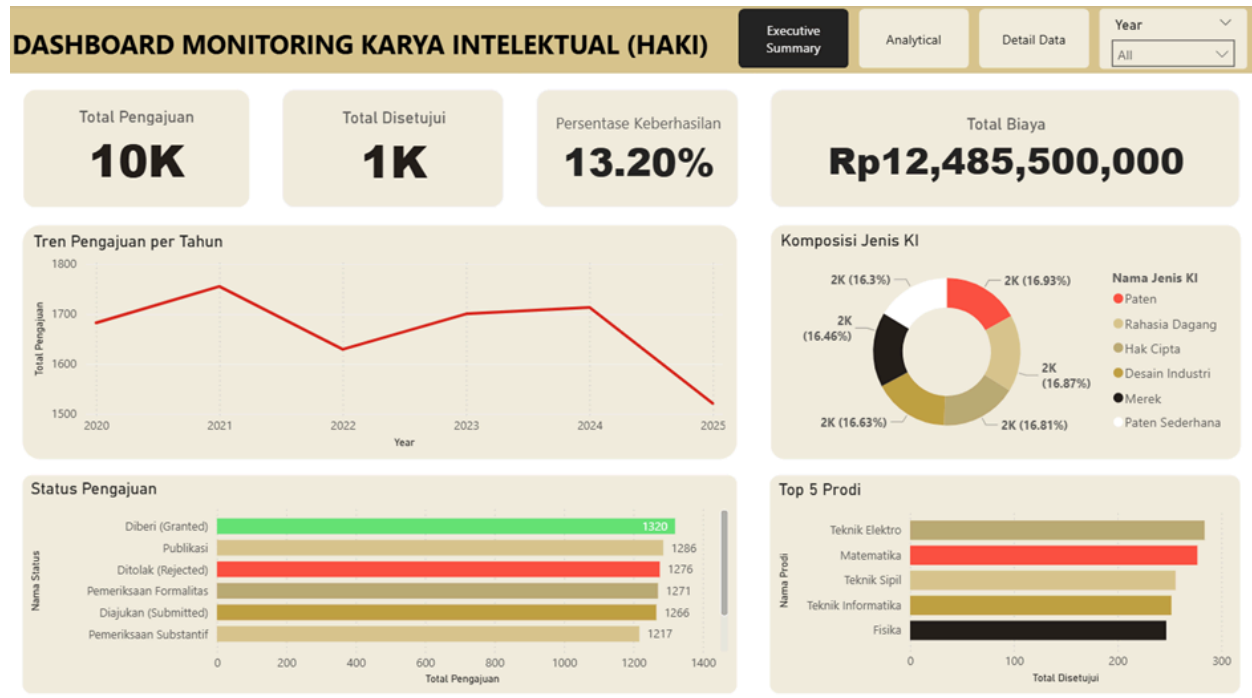 DASHBOARD MONITORING KARYA INTELEKTUAL (HAKI)
Executive
Summary
Analytical
Detail Data
Year
All
Total Pengajuan
10K
Total Disetujui
1K
Persentase Keberhasilan
13.20%
Total Biaya
Rp12,485,500,000
Tren Pengajuan per Tahun
Total Pengajuan
1800
1700
1600
1500
2020
2021
2022
2023
2024
2025
Year
Komposisi Jenis KI
2K (16.3%)
2K (16.93%)
2K
(16.46%)
2K
(16.87%)
2K (16.63%)
2K (16.81%)
Nama Jenis KI
Paten
Rahasia Dagang
Hak Cipta
Desain Industri
Merek
Paten Sederhana
Status Pengajuan
Nama Status
Diberi (Granted)
1320
Publikasi
1286
Ditolak (Rejected)
1276
Pemeriksaan Formalitas
1271
Diajukan (Submitted)
1266
Pemeriksaan Substantif
1217
0
200
400
600
800
1000
1200
1400
Total Pengajuan
Top 5 Prodi
Nama Prodi
Teknik Elektro
Matematika
Teknik Sipil
Teknik Informatika
Fisika
0
100
200
300
Total Disetujui